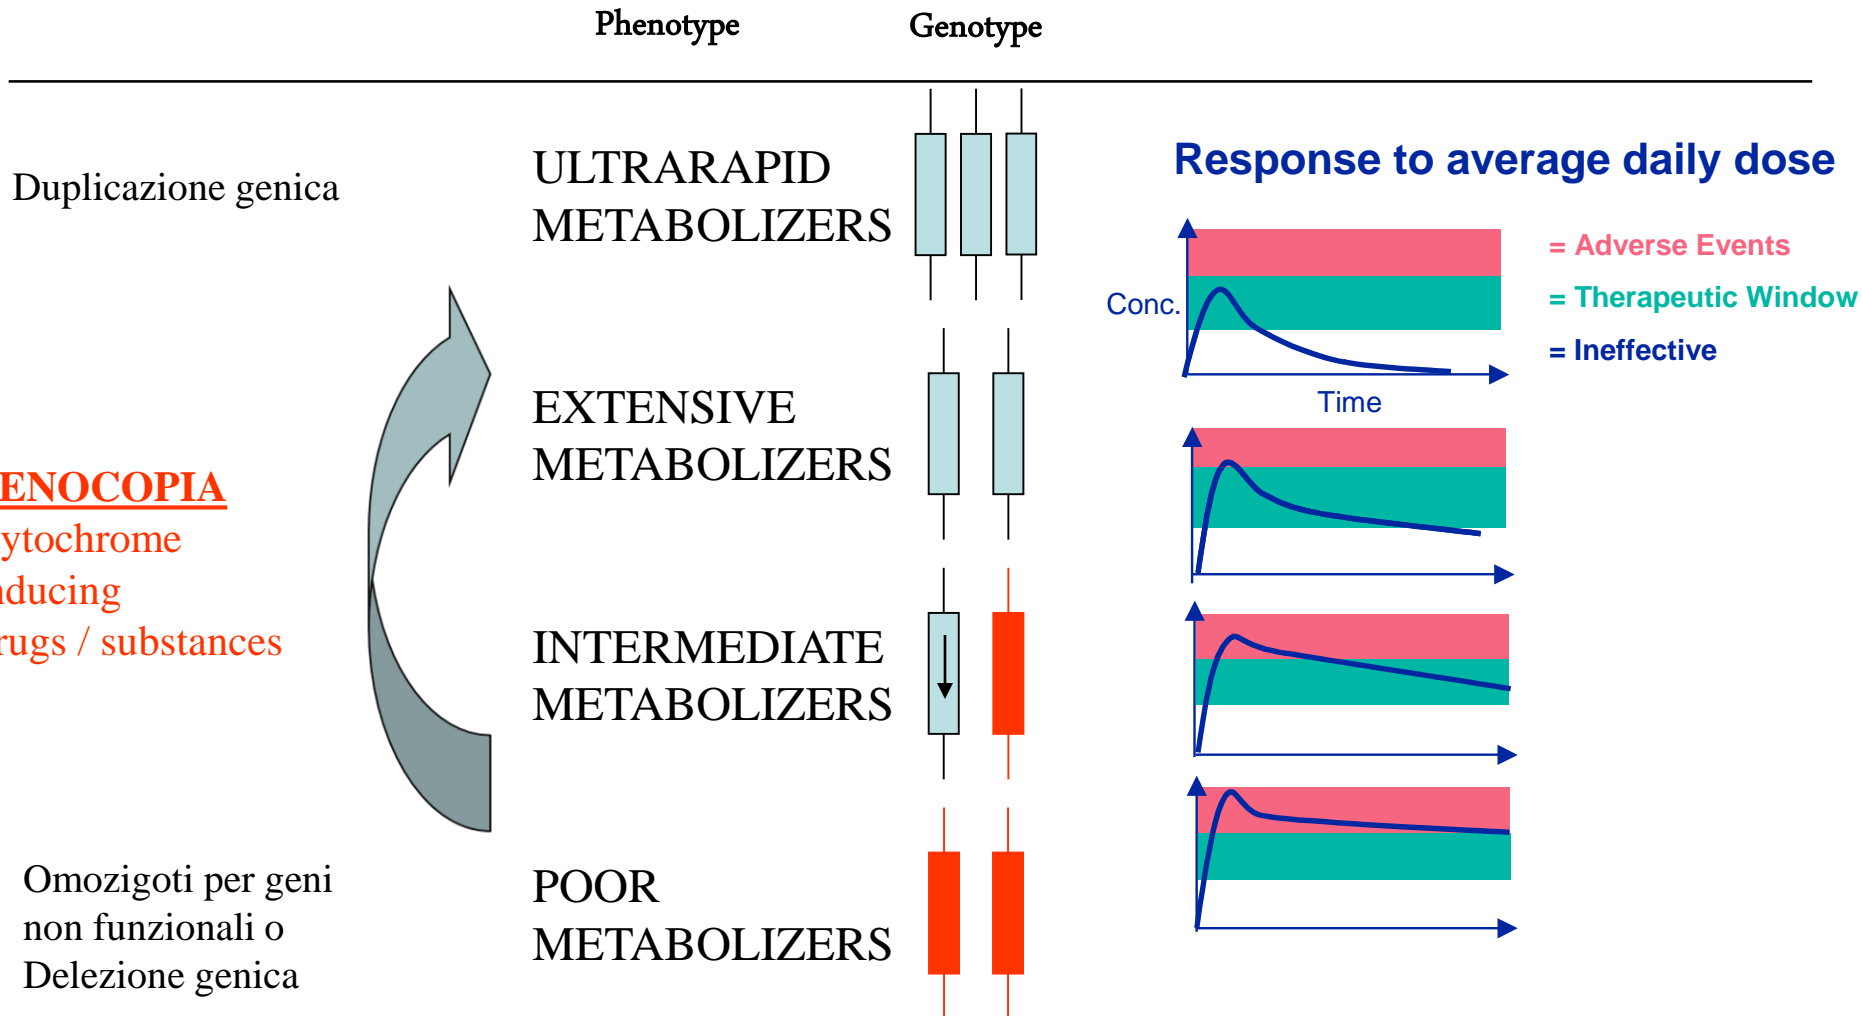 Phenotype Genotype
Duplicazione genica
ULTRARAPID
METABOLIZERS
Response to average daily dose
= Adverse Events
= Therapeutic Window
= Ineffective
Conc.
Time
EXTENSIVE
METABOLIZERS
ENOCOPIA
ytochrome
nducing
rugs / substances
INTERMEDIATE
METABOLIZERS
Omozigoti per geni
non funzionali o
Delezione genica
POOR
METABOLIZERS